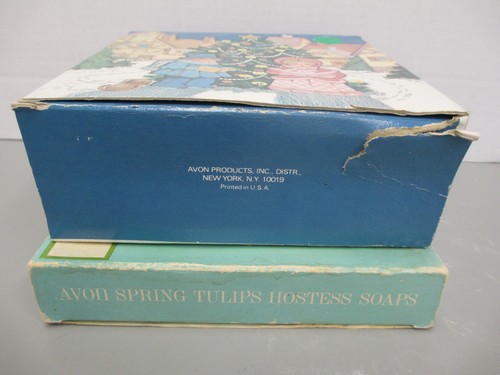 AVON PRODUCTS, INC., DISTR.,
NEW YORK, N.Y. 10019
Printed in U.S.A.
AVON SPRING TULIPS HOSTESS SOAPS